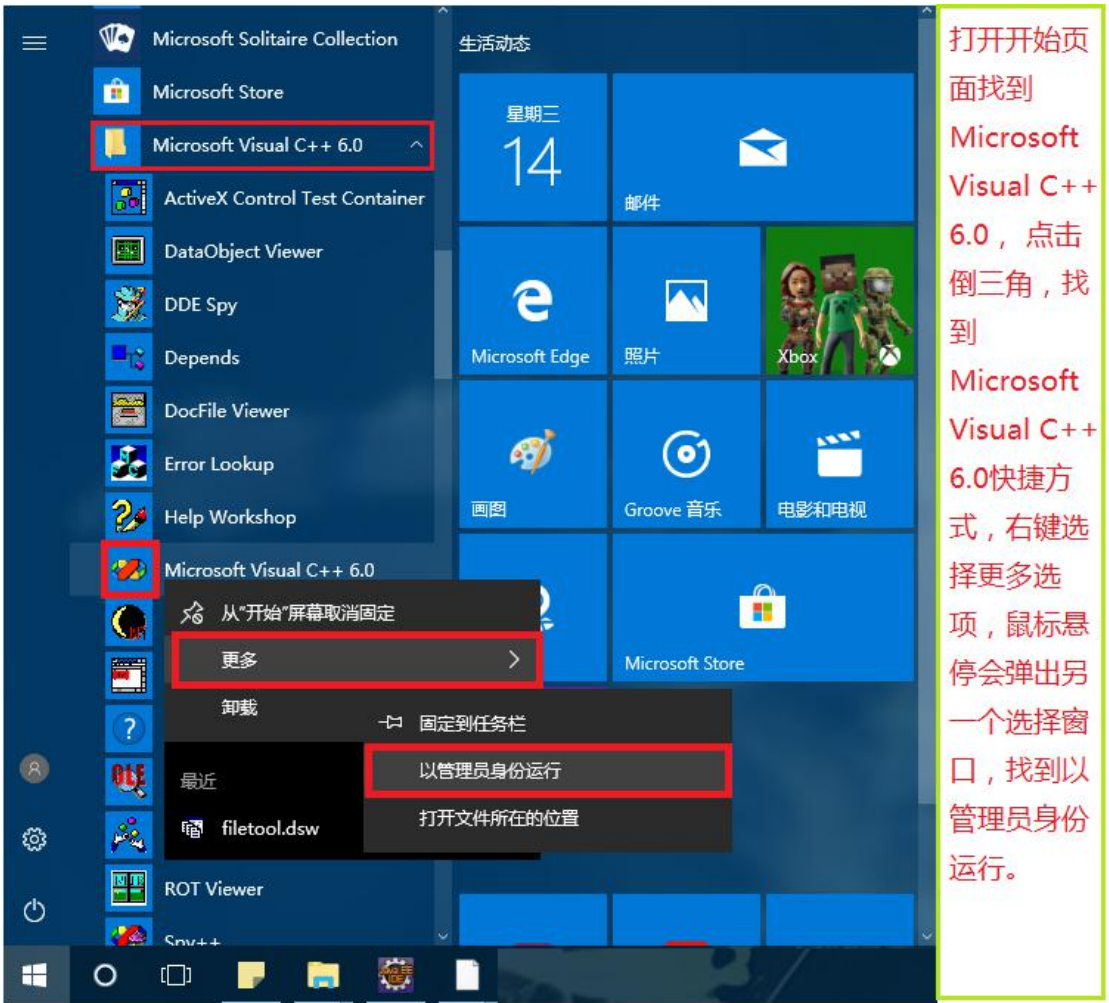 Microsoft Solitaire Collection
Microsoft Store
Microsoft Visual C++ 6.0
ActiveX Control Test Container
DataObject Viewer
DDE Spy
Depends
DocFile Viewer
Error Lookup
Help Workshop
Microsoft Visual C++ 6.0
从"开始"屏幕取消固定
更多
卸载
固定到任务栏
以管理员身份运行
打开文件所在的位置
最近
filetool.dsw
ROT Viewer
Spy++
生活动态
星期三
14
邮件
Microsoft Edge
照片
Xbox
画图
Groove 音乐
电影和电视
Microsoft Store
打开开始页
面找到
Microsoft
Visual C++
6.0， 点击
倒三角，找
到
Microsoft
Visual C++
6.0快捷方
式，右键选
择更多选
项，鼠标悬
停会弹出另
一个选择窗
口，找到以
管理员身份
运行。